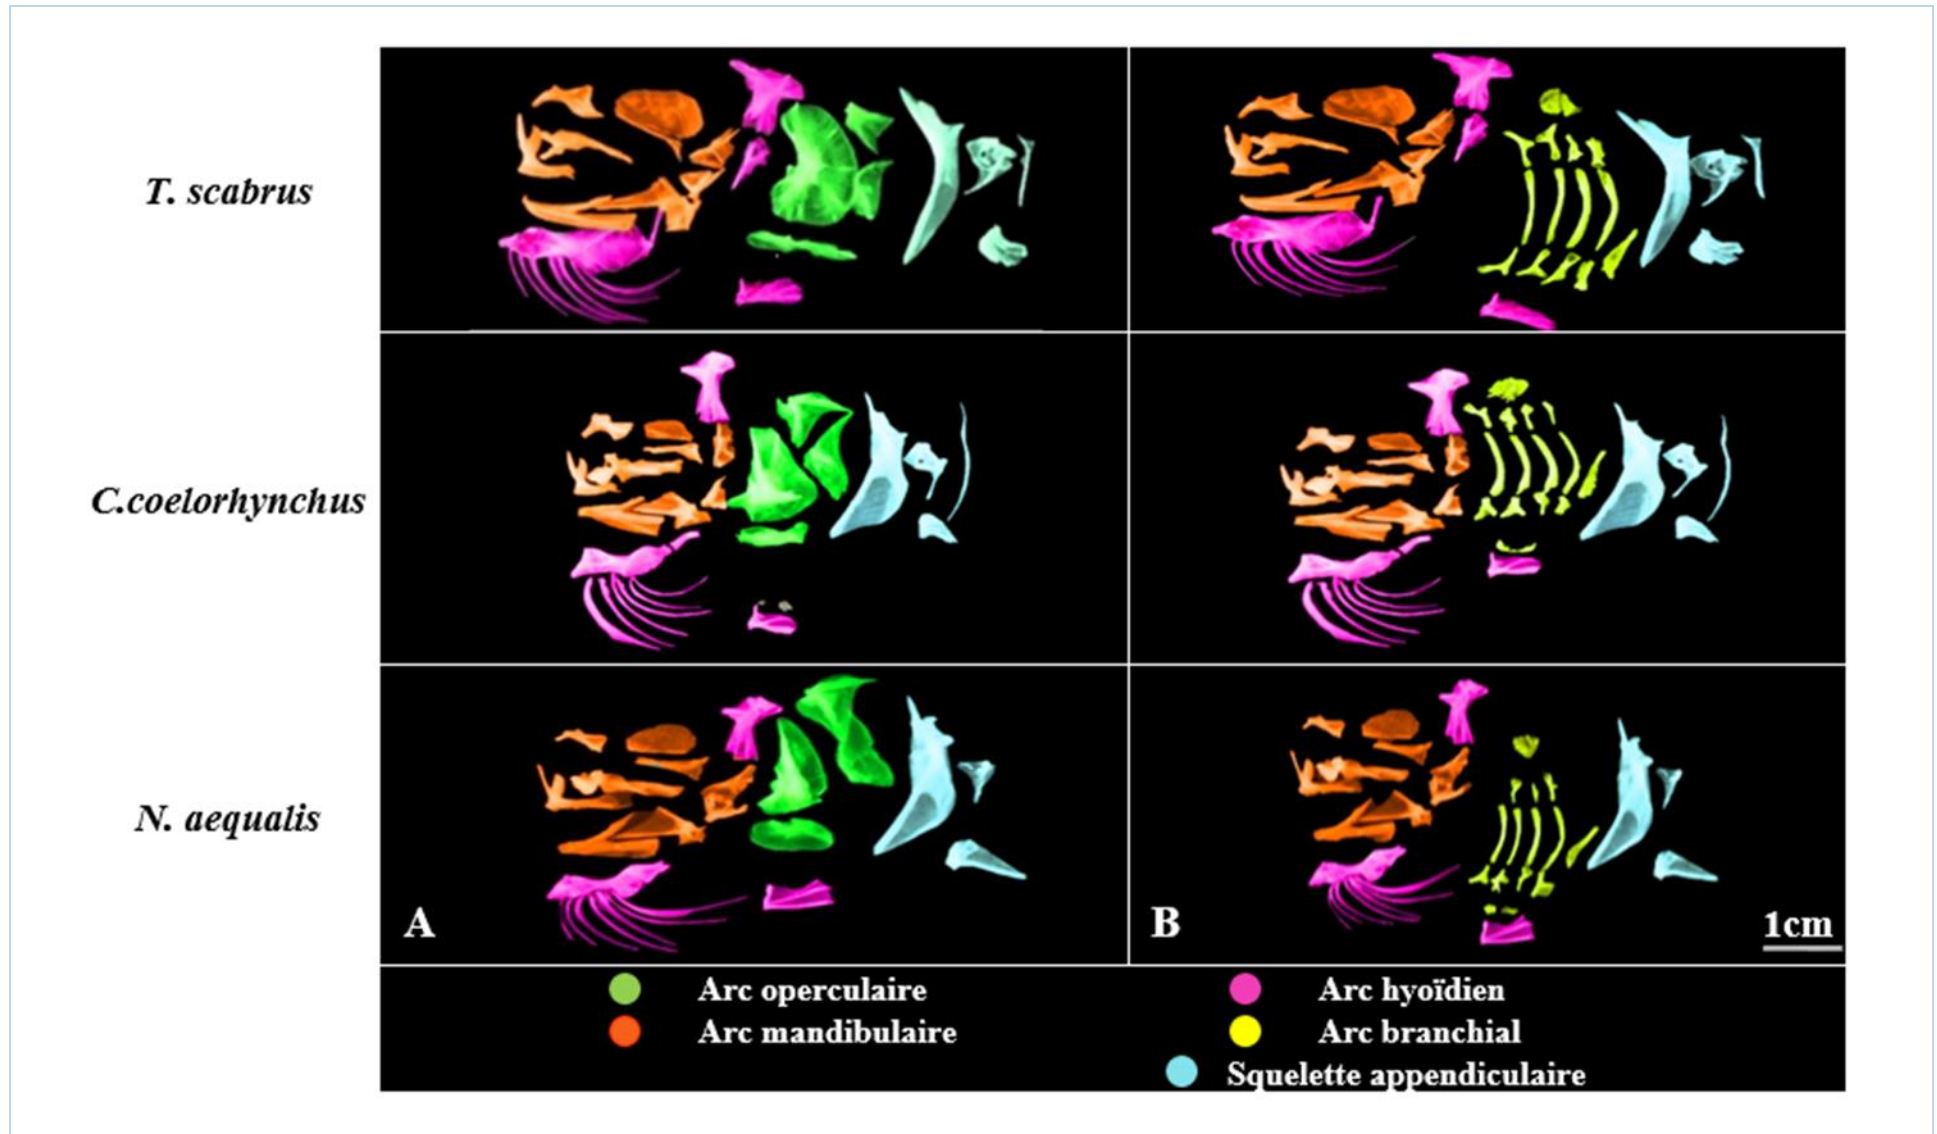 T. scabrus
C.coelorhynchus
N. aequalis
A
B
1cm
Arc operculaire
Arc hyoïdien
Arc mandibulaire
Arc branchial
Squelette appendiculaire